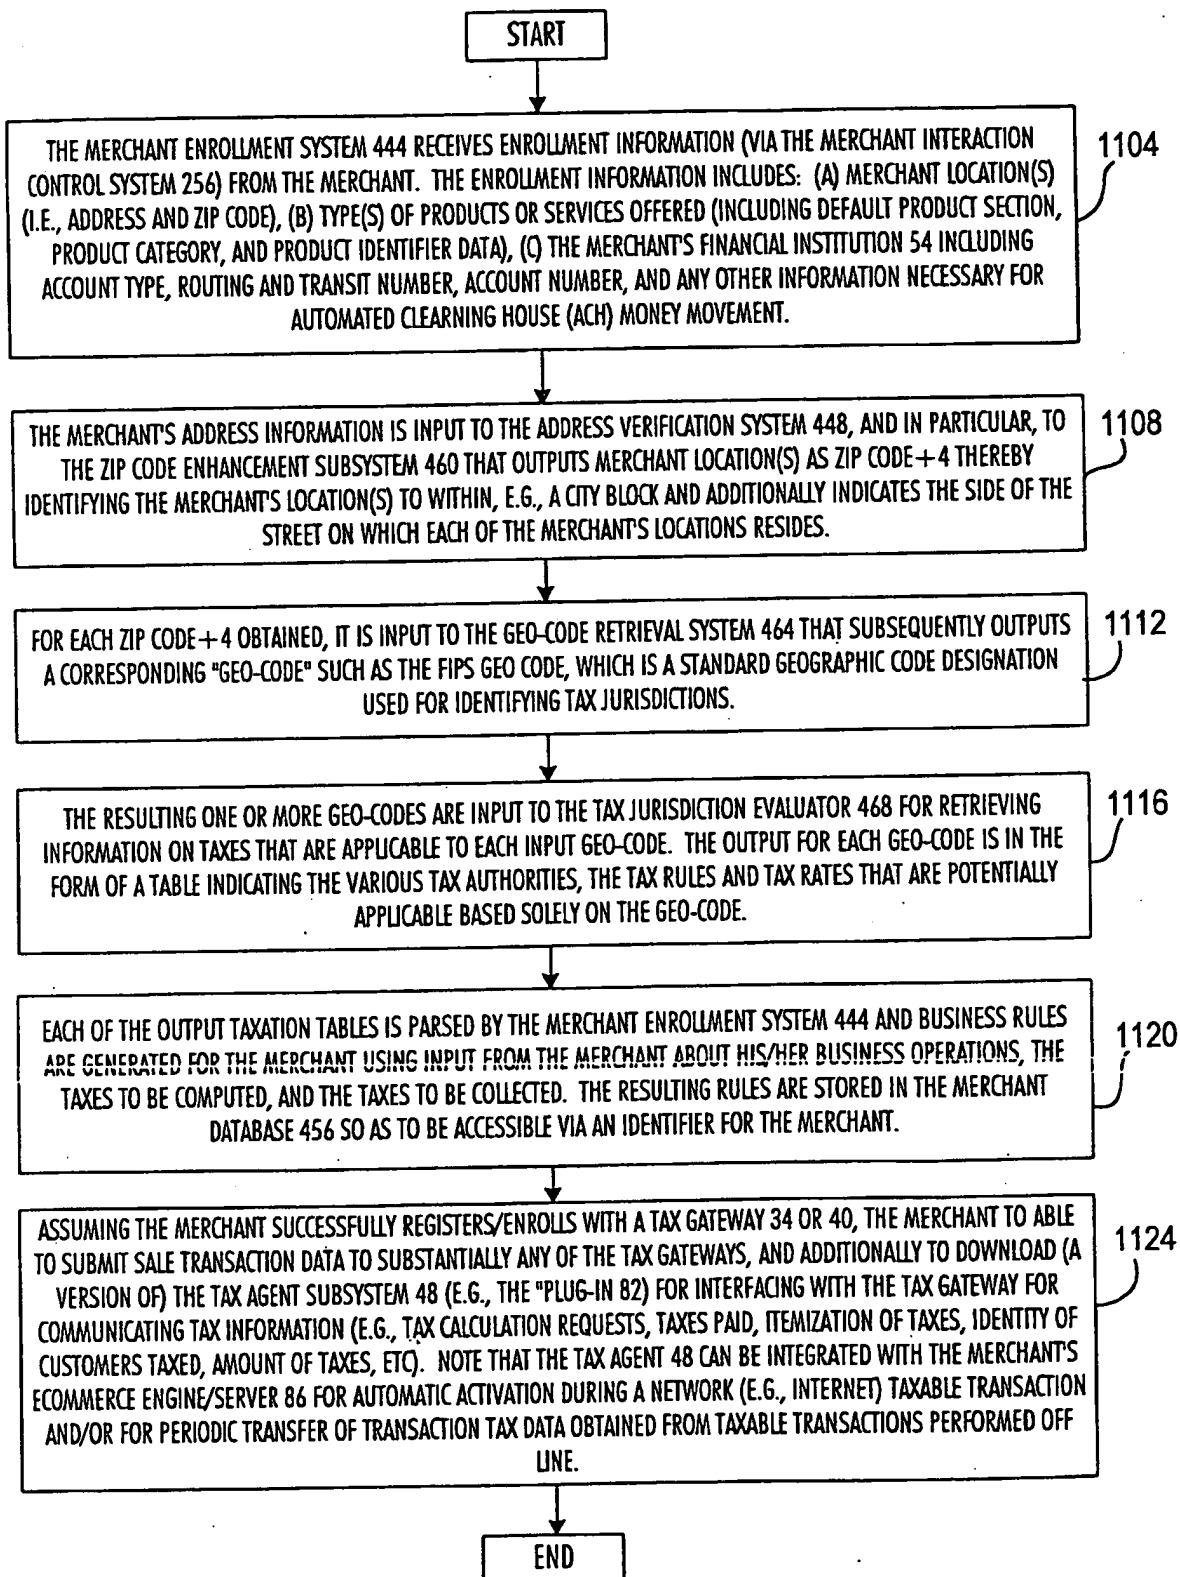 START
THE MERCHANT ENROLLMENT SYSTEM 444 RECEIVES ENROLLMENT INFORMATION (VIA THE MERCHANT INTERACTION
CONTROL SYSTEM 256) FROM THE MERCHANT. THE ENROLLMENT INFORMATION INCLUDES: (A) MERCHANT LOCATION(S)
(I.E., ADDRESS AND ZIP CODE), (B) TYPE(S) OF PRODUCTS OR SERVICES OFFERED (INCLUDING DEFAULT PRODUCT SECTION,
PRODUCT CATEGORY, AND PRODUCT IDENTIFIER DATA), (C) THE MERCHANT'S FINANCIAL INSTITUTION 54 INCLUDING
ACCOUNT TYPE, ROUTING AND TRANSIT NUMBER, ACCOUNT NUMBER, AND ANY OTHER INFORMATION NECESSARY FOR
AUTOMATED CLEARNING HOUSE (ACH) MONEY MOVEMENT.
1104
THE MERCHANT'S ADDRESS INFORMATION IS INPUT TO THE ADDRESS VERIFICATION SYSTEM 448, AND IN PARTICULAR, TO
THE ZIP CODE ENHANCEMENT SUBSYSTEM 460 THAT OUTPUTS MERCHANT LOCATION(S) AS ZIP CODE+4 THEREBY
IDENTIFYING THE MERCHANT'S LOCATION(S) TO WITHIN, E.G., A CITY BLOCK AND ADDITIONALLY INDICATES THE SIDE OF THE
STREET ON WHICH EACH OF THE MERCHANT'S LOCATIONS RESIDES.
1108
FOR EACH ZIP CODE+4 OBTAINED, IT IS INPUT TO THE GEO-CODE RETRIEVAL SYSTEM 464 THAT SUBSEQUENTLY OUTPUTS
A CORRESPONDING "GEO-CODE" SUCH AS THE FIPS GEO CODE, WHICH IS A STANDARD GEOGRAPHIC CODE DESIGNATION
USED FOR IDENTIFYING TAX JURISDICTIONS.
1112
THE RESULTING ONE OR MORE GEO-CODES ARE INPUT TO THE TAX JURISDICTION EVALUATOR 468 FOR RETRIEVING
INFORMATION ON TAXES THAT ARE APPLICABLE TO EACH INPUT GEO-CODE. THE OUTPUT FOR EACH GEO-CODE IS IN THE
FORM OF A TABLE INDICATING THE VARIOUS TAX AUTHORITIES, THE TAX RULES AND TAX RATES THAT ARE POTENTIALLY
APPLICABLE BASED SOLELY ON THE GEO-CODE.
1116
EACH OF THE OUTPUT TAXATION TABLES IS PARSED BY THE MERCHANT ENROLLMENT SYSTEM 444 AND BUSINESS RULES
ARE GENERATED FOR THE MERCHANT USING INPUT FROM THE MERCHANT ABOUT HIS/HER BUSINESS OPERATIONS, THE
TAXES TO BE COMPUTED, AND THE TAXES TO BE COLLECTED. THE RESULTING RULES ARE STORED IN THE MERCHANT
DATABASE 456 SO AS TO BE ACCESSIBLE VIA AN IDENTIFIER FOR THE MERCHANT.
1120
ASSUMING THE MERCHANT SUCCESSFULLY REGISTERS/ENROLLS WITH A TAX GATEWAY 34 OR 40, THE MERCHANT TO ABLE
TO SUBMIT SALE TRANSACTION DATA TO SUBSTANTIALLY ANY OF THE TAX GATEWAYS, AND ADDITIONALLY TO DOWNLOAD (A
VERSION OF) THE TAX AGENT SUBSYSTEM 48 (E.G., THE "PLUG-IN 82) FOR INTERFACING WITH THE TAX GATEWAY FOR
COMMUNICATING TAX INFORMATION (E.G., TAX CALCULATION REQUESTS, TAXES PAID, ITEMIZATION OF TAXES, IDENTITY OF
CUSTOMERS TAXED, AMOUNT OF TAXES, ETC). NOTE THAT THE TAX AGENT 48 CAN BE INTEGRATED WITH THE MERCHANT'S
ECOMMERCE ENGINE/SERVER 86 FOR AUTOMATIC ACTIVATION DURING A NETWORK (E.G., INTERNET) TAXABLE TRANSACTION
AND/OR FOR PERIODIC TRANSFER OF TRANSACTION TAX DATA OBTAINED FROM TAXABLE TRANSACTIONS PERFORMED OFF
LINE.
1124
END